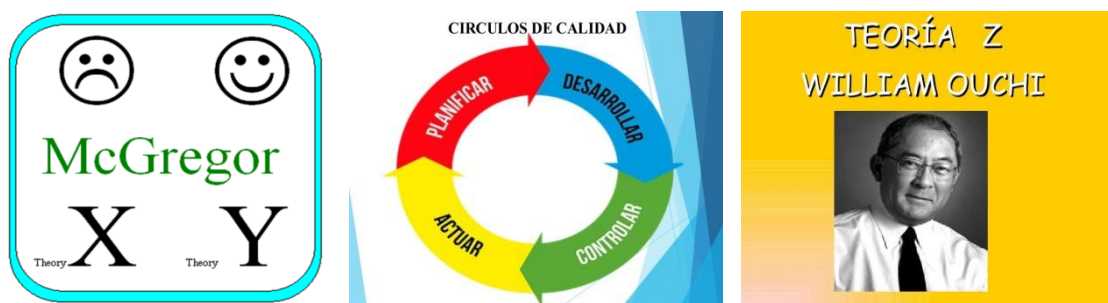 McGregor
Theory X
Theory Y
CIRCULOS DE CALIDAD
PLANIFICAR
DESARROLLAR
CONTROLAR
ACTUAR
TEORÍA Z
WILLIAM OUCHI